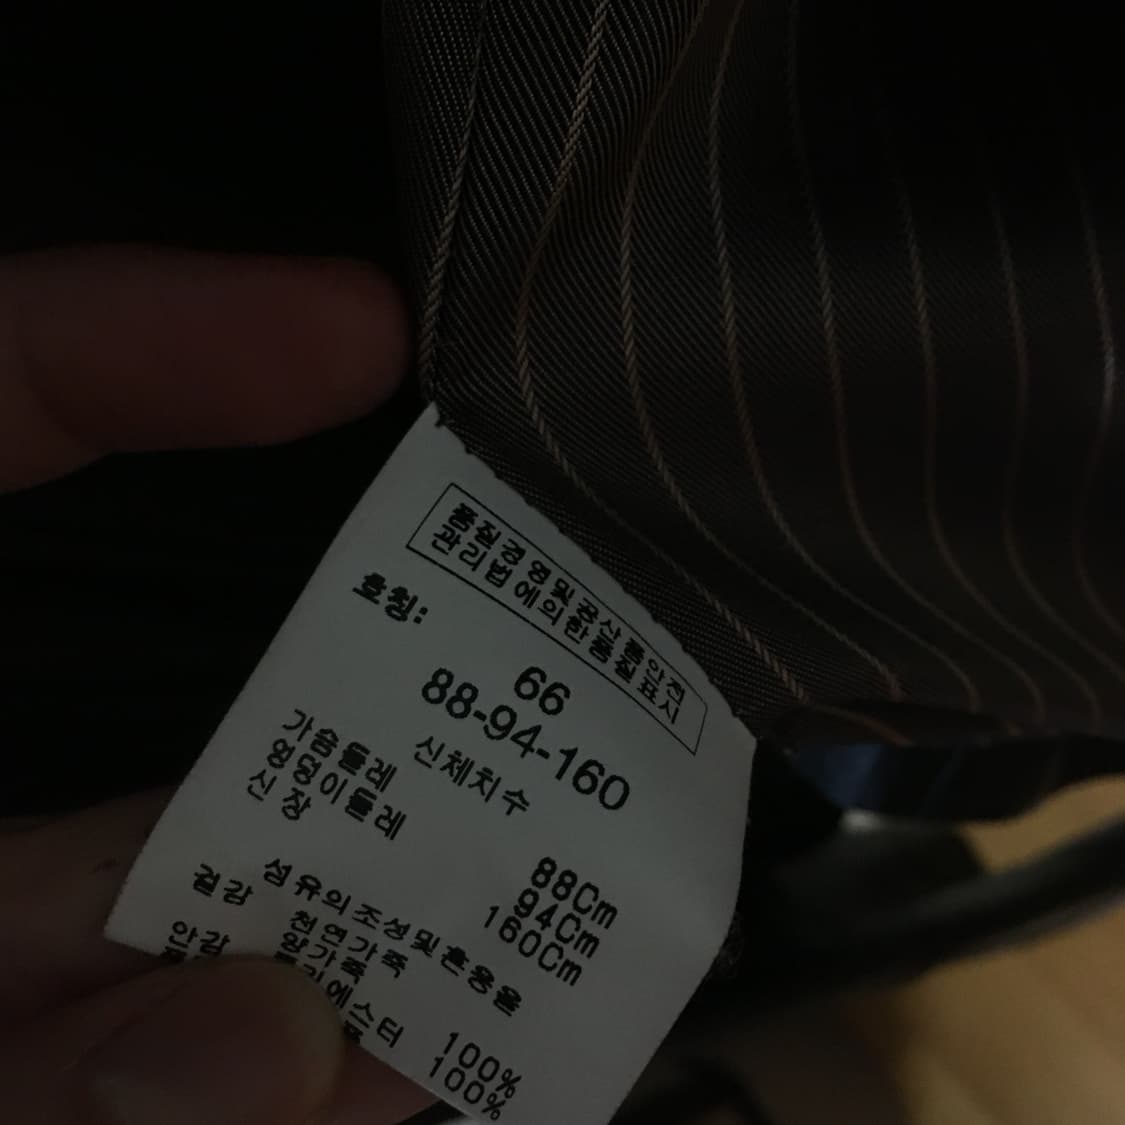 품질경영및공산품안전
관리법에의한품질표시
호칭:
66
88-94-160
신체치수
가슴둘레 88Cm
엉덩이둘레 94Cm
신장 160Cm
섬유의조성및혼용율
겉감 천연가죽
양가죽
안감 폴리에스터 100%
100%